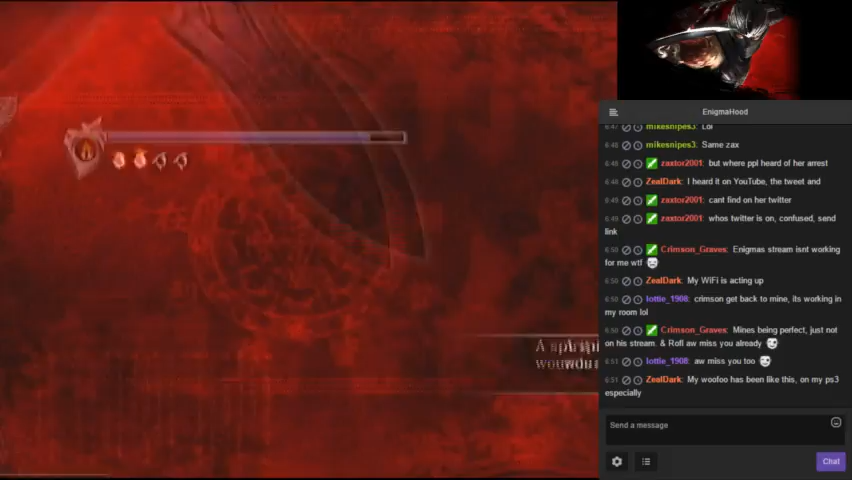 EnigmaHood
6:47 mikesnipes3: Lol
6:48 mikesnipes3: Same zax
6:48 zaxtor2001: but where ppl heard of her arrest
6:48 ZealDark: I heard it on YouTube, the tweet and
6:49 zaxtor2001: cant find on her twitter
6:49 zaxtor2001: whos twitter is on, confused, send
link
6:50 Crimson_Graves: Enigmas stream isnt working
for me wtf
6:50 ZealDark: My WiFi is acting up
6:50 lottie_1908: crimson get back to mine, its working in
my room lol
6:50 Crimson_Graves: Mines being perfect, just not
on his stream. & Rofl aw miss you already
6:51 lottie_1908: aw miss you too
6:51 ZealDark: My woofoo has been like this, on my ps3
especially
Send a message
Chat
A